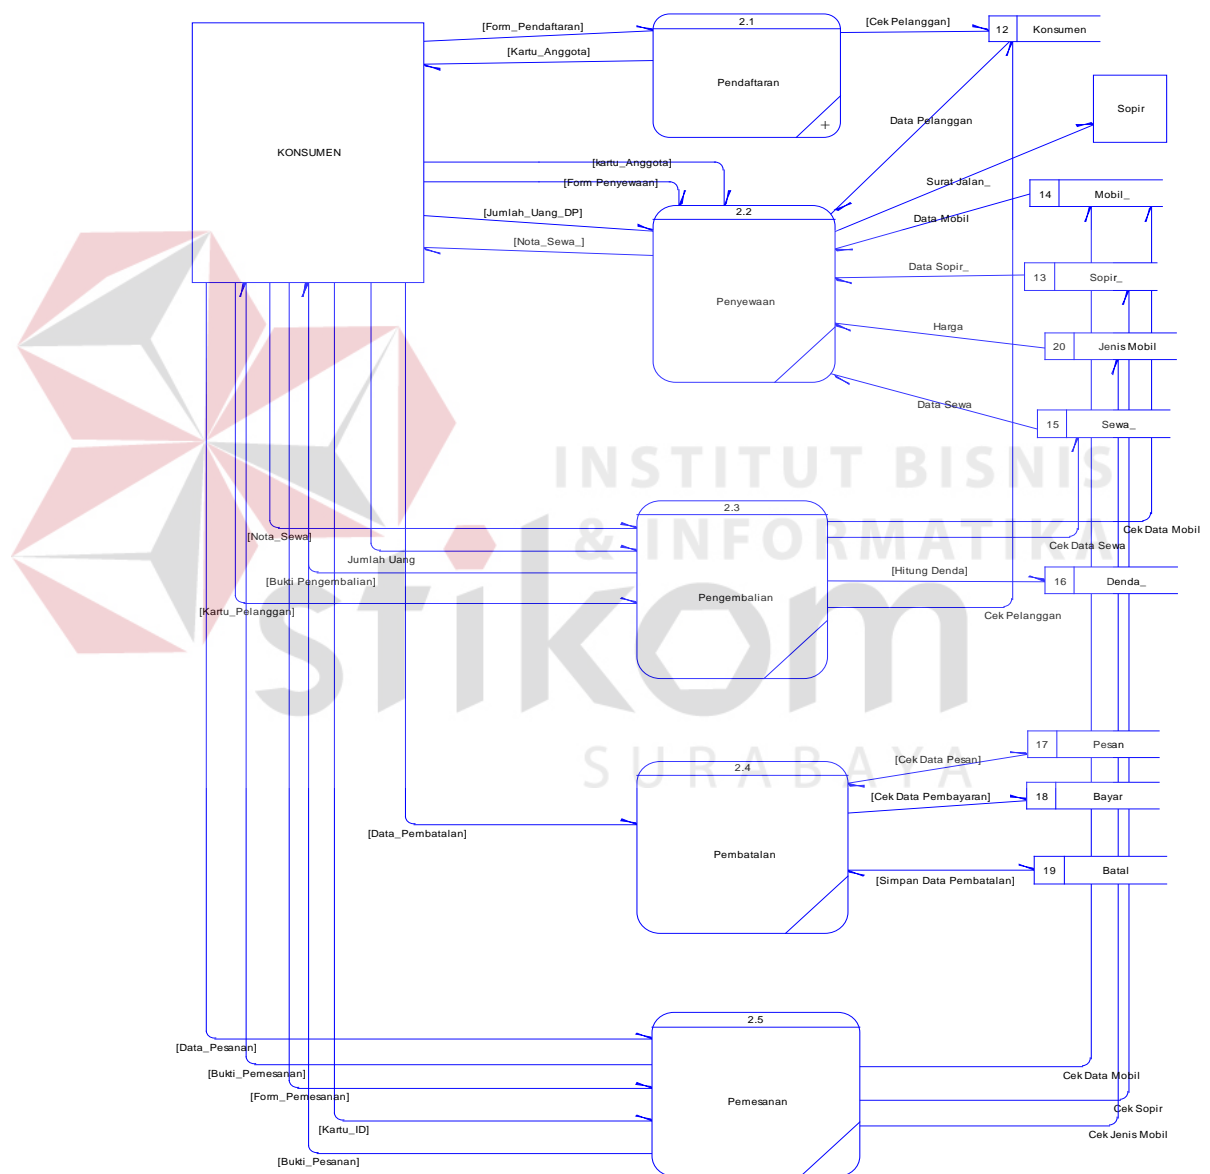 [Form_Pendaftaran]
2.1
[Cek Pelanggan]
12 Konsumen
[Kartu_Anggota]
Pendaftaran
+
Sopir
Data Pelanggan
KONSUMEN
[kartu_Anggota]
[Form Penyewaan]
Surat Jalan_
14 Mobil_
[Jumlah_Uang_DP]
2.2
Data Mobil
[Nota_Sewa_]
Data Sopir_
13 Sopir_
Penyewaan
Harga
20 Jenis Mobil
Data Sewa
15 Sewa_
INSTITUT BISNIS
& INFORMATIKA
stikom
SURABAYA
2.3
[Nota_Sewa]
Cek Data Mobil
Cek Data Sewa
Jumlah Uang
[Hitung Denda]
16 Denda_
[Bukti Pengembalian]
Pengembalian
[Kartu_Pelanggan]
Cek Pelanggan
17 Pesan
[Cek Data Pesan]
2.4
[Cek Data Pembayaran]
18 Bayar
[Data_Pembatalan]
Pembatalan
19 Batal
[Simpan Data Pembatalan]
2.5
[Data_Pesanan]
[Bukti_Pemesanan]
Cek Data Mobil
[Form_Pemesanan]
Pemesanan
Cek Sopir
[Kartu_ID]
Cek Jenis Mobil
[Bukti_Pesanan]